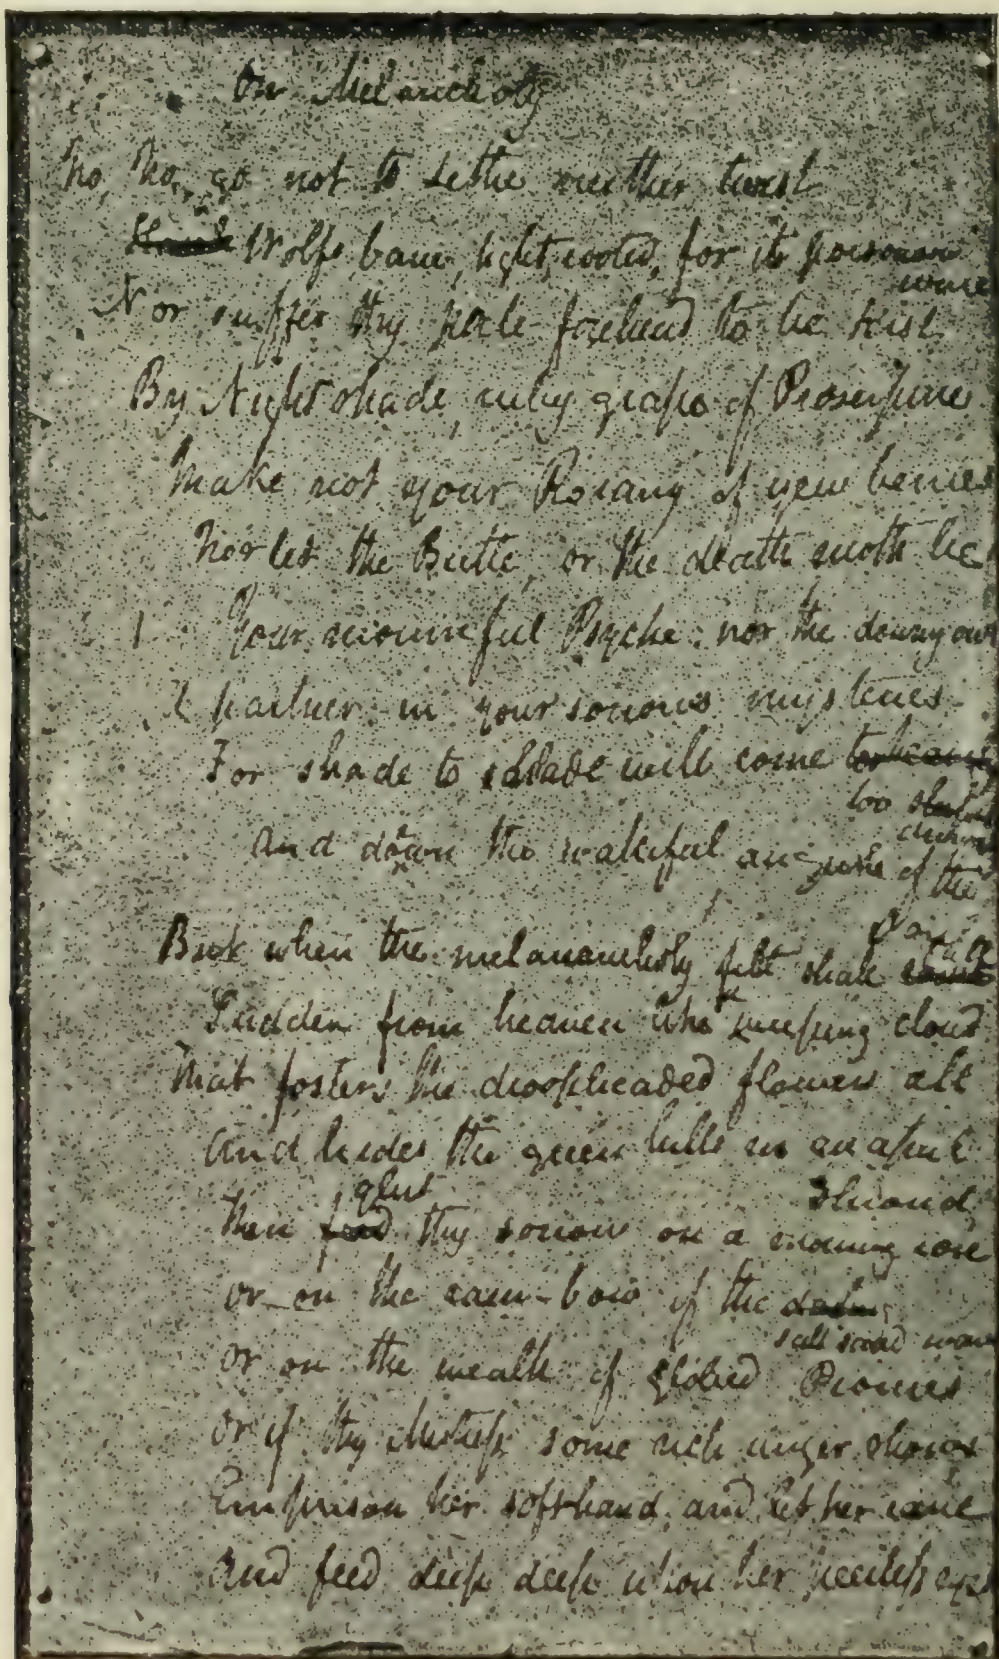 On Melancholy
No, No, go not to Lethe neither twist
Wolfs bane, tight rooted, for its poisonous
wine
Nor suffer thy pale forehead to be kist
By Nightshade, ruby grape of Proserpine
Make not your Rosary of yew berries
Nor let the Beetle, or the death moth be
Your mournful Psyche nor the downy owl
A partner in your sorrows mysteries
For shade to shade will come
too
drowsily
and drown the wakeful anguish of the
But when the melanancholy fit shall
fall
Sudden from heaven like a weeping cloud
That fosters the droopheaded flowers all
and hides the green hills in an april
shroud
glut
Then feed thy sorrow on a morning rose
or on the rain-bow of the dashing
salt sand wave
or on the wealth of globed Pionies
Or if thy Mistress some rich anger shows
Imprison her soft hand, and let her rave
And feed deep deep upon her peerless eyes